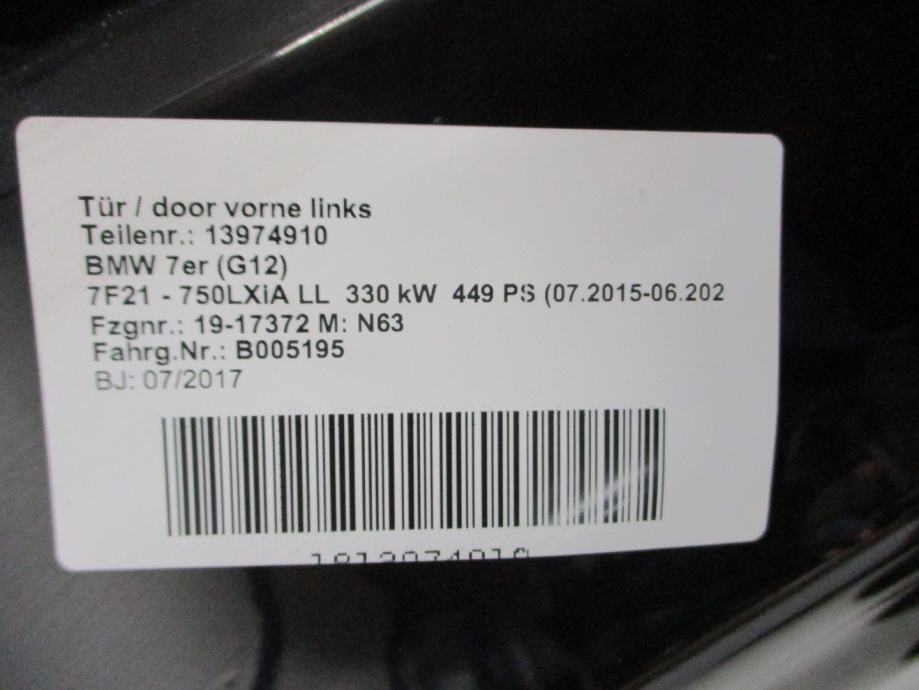 Tür / door vorne links
Teilenr.: 13974910
BMW 7er (G12)
7F21 - 750LXiA LL 330 kW 449 PS (07.2015-06.202
Fzgnr.: 19-17372 M: N63
Fahrg.Nr.: B005195
BJ: 07/2017